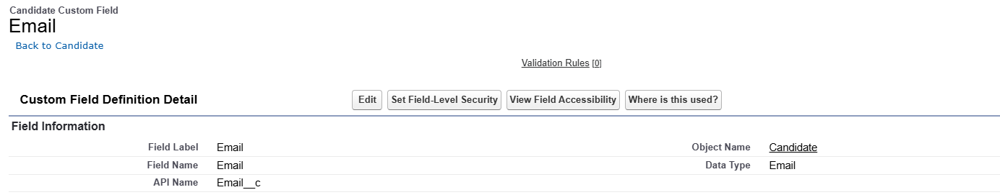 Candidate Custom Field
Email
Back to Candidate
Validation Rules [0]
Custom Field Definition Detail Edit Set Field-Level Security View Field Accessibility Where is this used?
Field Information
Field Label Email Object Name Candidate
Field Name Email Data Type Email
API Name Email__c